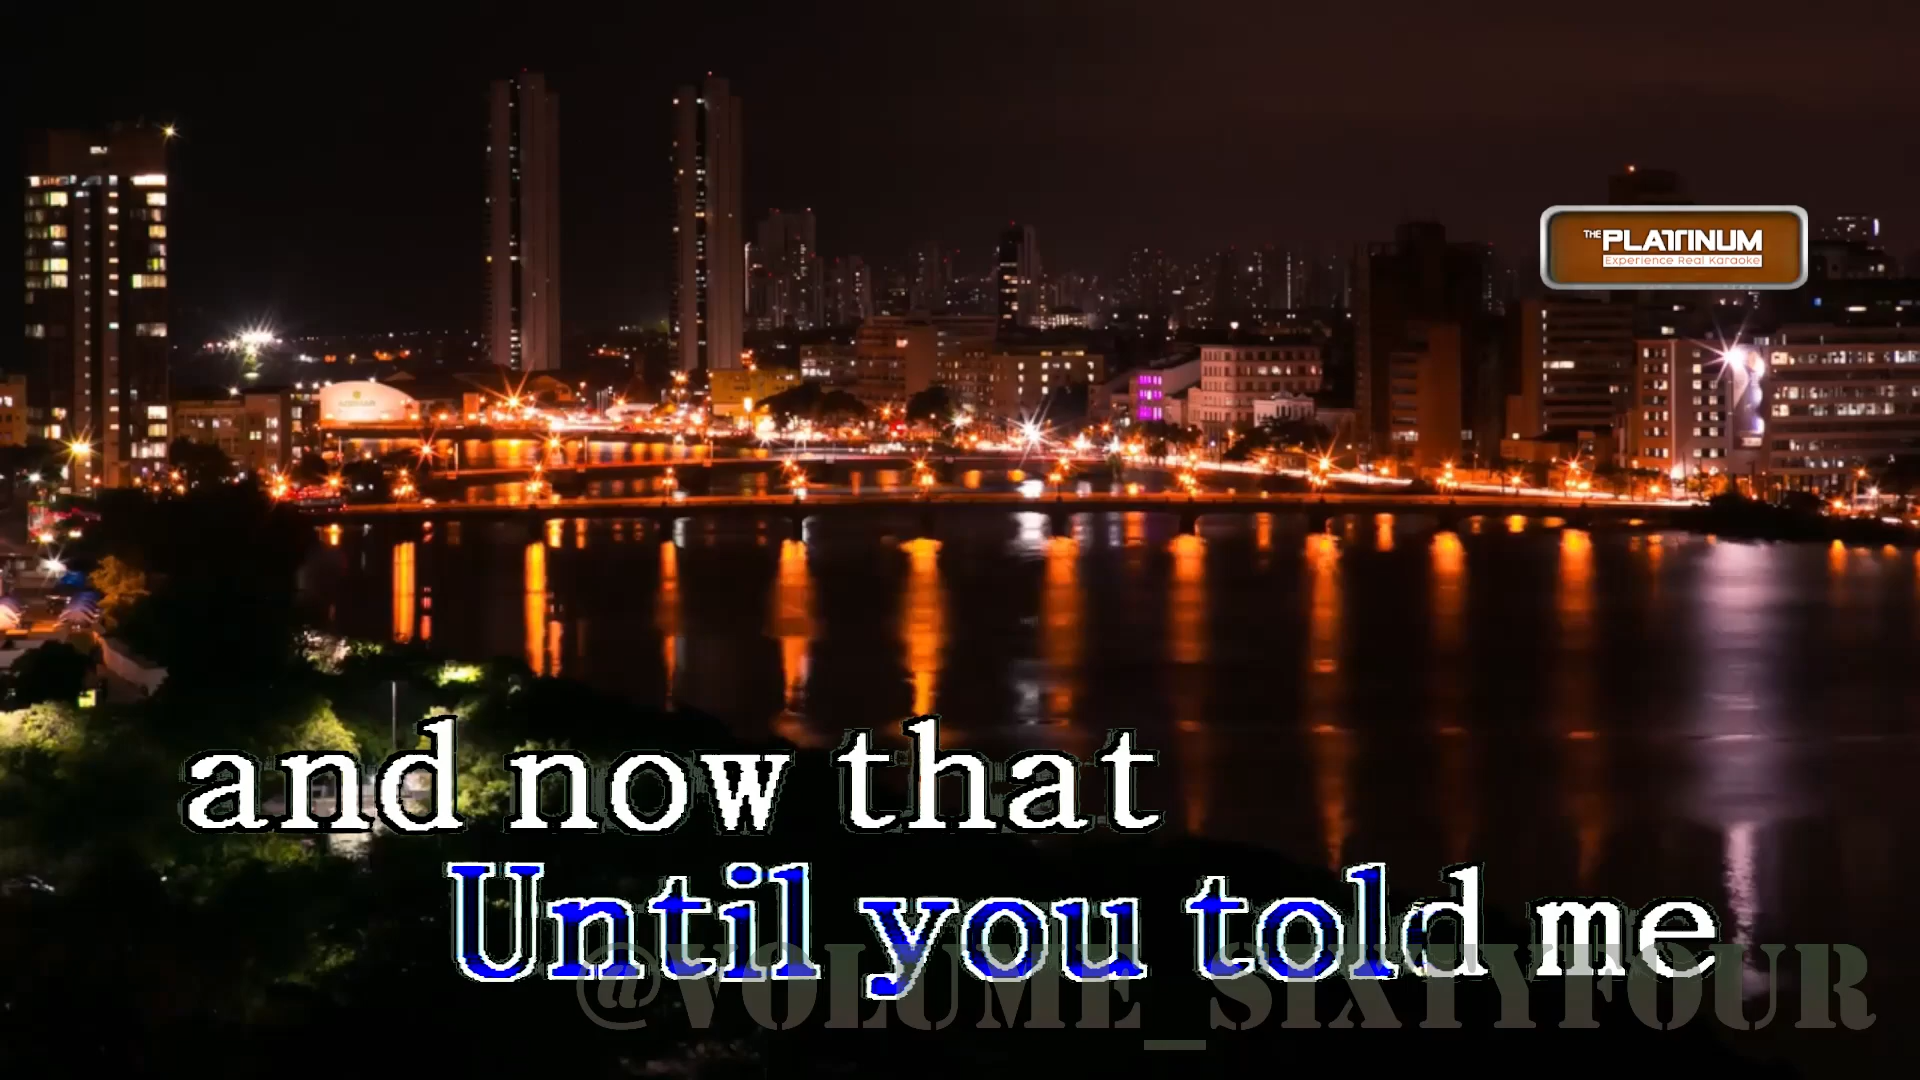 THE PLATINUM
Experience Real Karaoke
and now that
Until you told me
@VOLUME_SIXTYFOUR